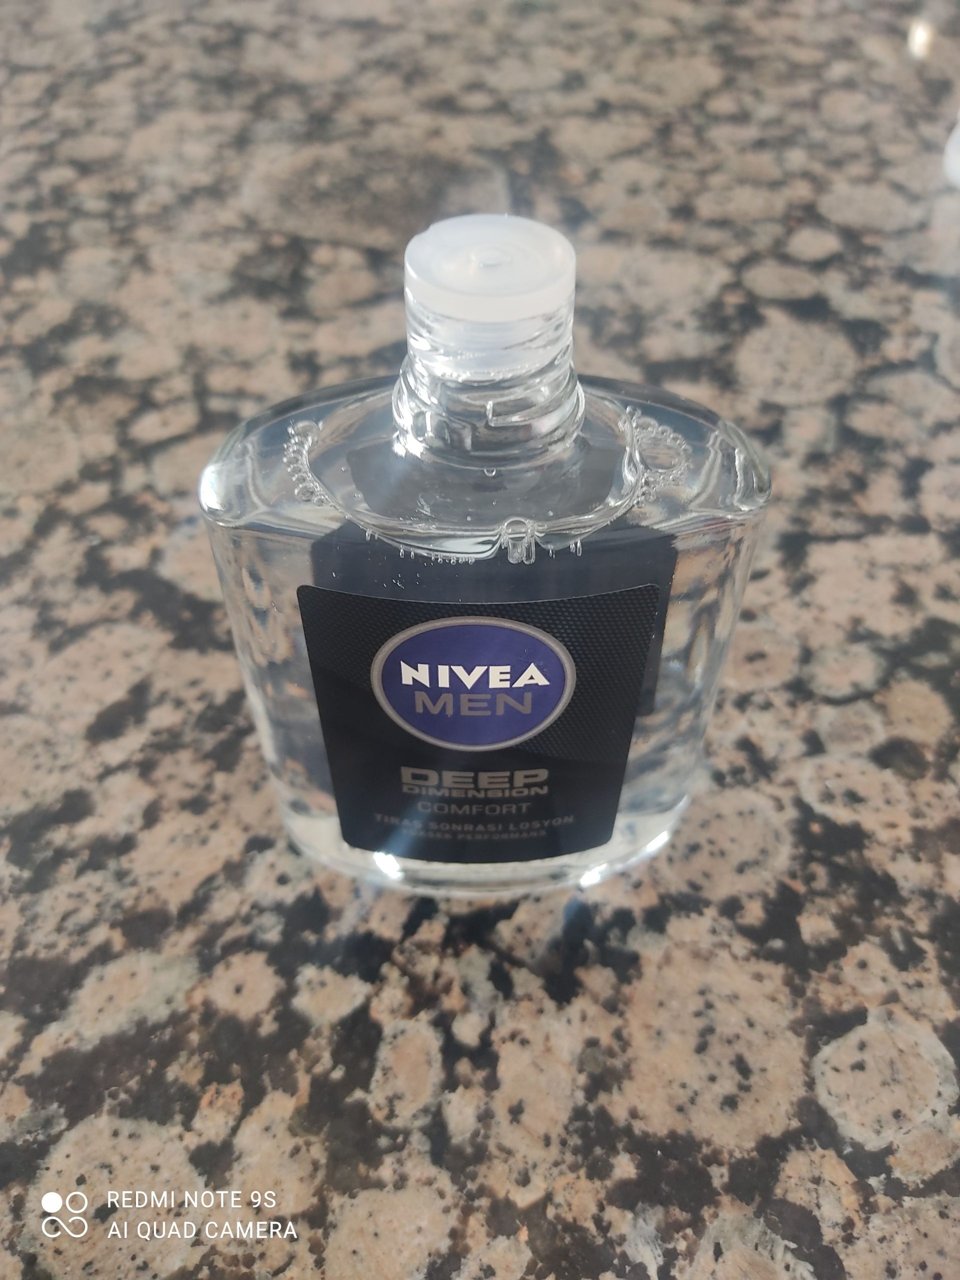 NIVEA
MEN
DEEP
DIMENSION
COMFORT
TIRAŞ SONRASI LOSYON
REDMI NOTE 9S
AI QUAD CAMERA